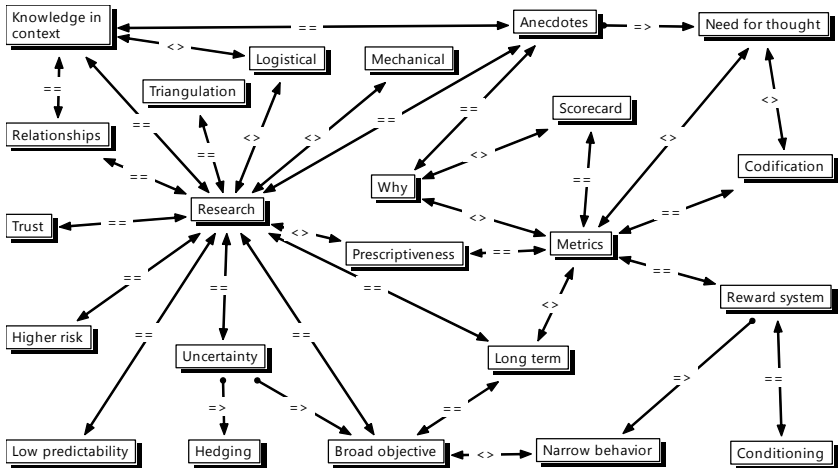 Knowledge in
context
==
Anecdotes
=>
Need for thought
<>
Logistical
Mechanical
==
Triangulation
==
<>
Scorecard
<>
==
==
<>
<>
==
Relationships
==
<>
==
Codification
==
Why
Research
==
==
<>
Trust
<>
Prescriptiveness
==
Metrics
==
==
==
==
Reward system
<>
Higher risk
==
==
Uncertainty
Long term
=>
==
=>
=>
==
Low predictability
Hedging
Broad objective
<>
Narrow behavior
Conditioning